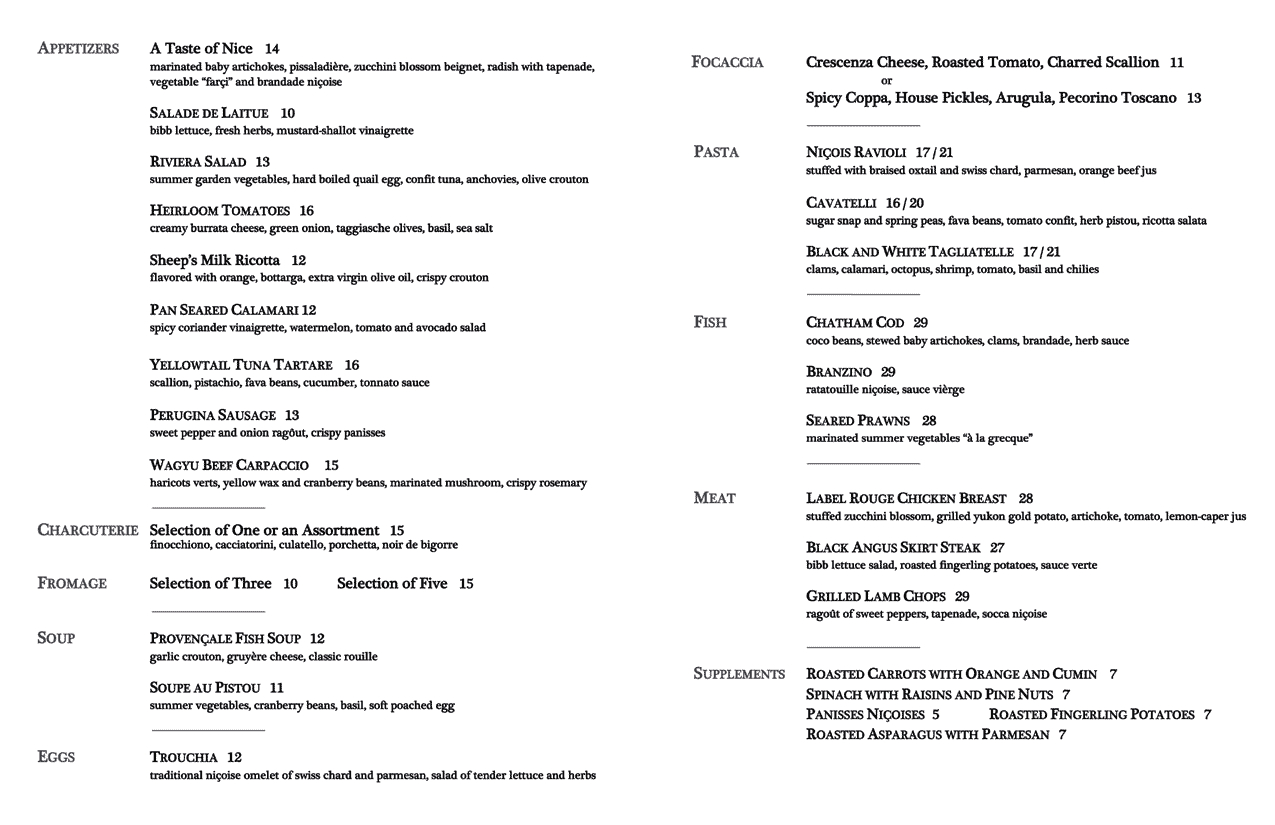 APPETIZERS
A Taste of Nice 14
marinated baby artichokes, pissaladière, zucchini blossom beignet, radish with tapenade,
vegetable “farçi” and brandade niçoise
SALADE DE LAITUE 10
bibb lettuce, fresh herbs, mustard-shallot vinaigrette
RIVIERA SALAD 13
summer garden vegetables, hard boiled quail egg, confit tuna, anchovies, olive crouton
HEIRLOOM TOMATOES 16
creamy burrata cheese, green onion, taggiasche olives, basil, sea salt
Sheep’s Milk Ricotta 12
flavored with orange, bottarga, extra virgin olive oil, crispy crouton
PAN SEARED CALAMARI 12
spicy coriander vinaigrette, watermelon, tomato and avocado salad
YELLOWTAIL TUNA TARTARE 16
scallion, pistachio, fava beans, cucumber, tonnato sauce
PERUGINA SAUSAGE 13
sweet pepper and onion ragôut, crispy panisses
WAGYU BEEF CARPACCIO 15
haricots verts, yellow wax and cranberry beans, marinated mushroom, crispy rosemary
CHARCUTERIE Selection of One or an Assortment 15
finocchiono, cacciatorini, culatello, porchetta, noir de bigorre
FROMAGE Selection of Three 10 Selection of Five 15
SOUP
PROVENÇALE FISH SOUP 12
garlic crouton, gruyère cheese, classic rouille
SOUPE AU PISTOU 11
summer vegetables, cranberry beans, basil, soft poached egg
EGGS
TROUCHIA 12
traditional niçoise omelet of swiss chard and parmesan, salad of tender lettuce and herbs
FOCACCIA
Crescenza Cheese, Roasted Tomato, Charred Scallion 11
or
Spicy Coppa, House Pickles, Arugula, Pecorino Toscano 13
PASTA
NIÇOIS RAVIOLI 17 / 21
stuffed with braised oxtail and swiss chard, parmesan, orange beef jus
CAVATELLI 16 / 20
sugar snap and spring peas, fava beans, tomato confit, herb pistou, ricotta salata
BLACK AND WHITE TAGLIATELLE 17 / 21
clams, calamari, octopus, shrimp, tomato, basil and chilies
FISH
CHATHAM COD 29
coco beans, stewed baby artichokes, clams, brandade, herb sauce
BRANZINO 29
ratatouille niçoise, sauce vièrge
SEARED PRAWNS 28
marinated summer vegetables “à la grecque”
MEAT
LABEL ROUGE CHICKEN BREAST 28
stuffed zucchini blossom, grilled yukon gold potato, artichoke, tomato, lemon-caper jus
BLACK ANGUS SKIRT STEAK 27
bibb lettuce salad, roasted fingerling potatoes, sauce verte
GRILLED LAMB CHOPS 29
ragoût of sweet peppers, tapenade, socca niçoise
SUPPLEMENTS
ROASTED CARROTS WITH ORANGE AND CUMIN 7
SPINACH WITH RAISINS AND PINE NUTS 7
PANISSES NIÇOISES 5 ROASTED FINGERLING POTATOES 7
ROASTED ASPARAGUS WITH PARMESAN 7